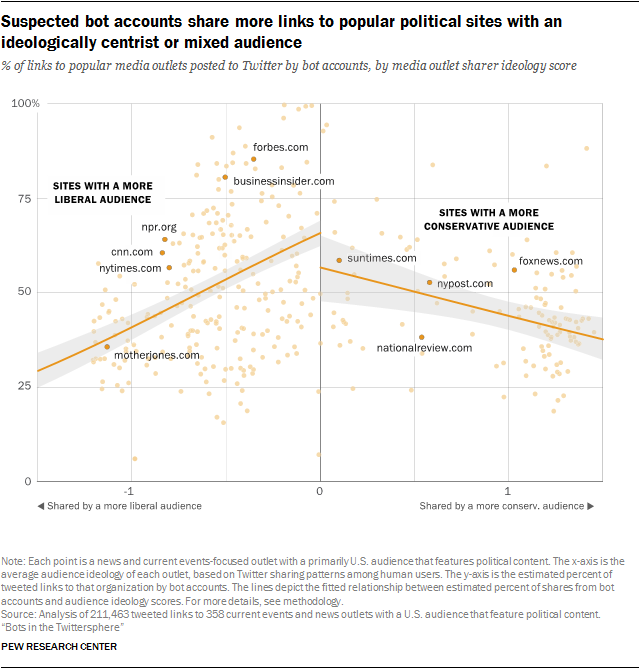 Suspected bot accounts share more links to popular political sites with an
ideologically centrist or mixed audience
% of links to popular media outlets posted to Twitter by bot accounts, by media outlet sharer ideology score
100%
forbes.com
SITES WITH A MORE
LIBERAL AUDIENCE
businessinsider.com
75
SITES WITH A MORE
CONSERVATIVE AUDIENCE
npr.org
cnn.com
suntimes.com
foxnews.com
nytimes.com
nypost.com
50
nationalreview.com
motherjones.com
25
0
-1
0
1
◀ Shared by a more liberal audience
Shared by a more conserv. audience ▶
Note: Each point is a news and current events-focused outlet with a primarily U.S. audience that features political content. The x-axis is the
average audience ideology of each outlet, based on Twitter sharing patterns among human users. The y-axis is the estimated percent of
tweeted links to that organization by bot accounts. The lines depict the fitted relationship between estimated percent of shares from bot
accounts and audience ideology scores. For more details, see methodology.
Source: Analysis of 211,463 tweeted links to 358 current events and news outlets with a U.S. audience that feature political content.
“Bots in the Twittersphere”
PEW RESEARCH CENTER